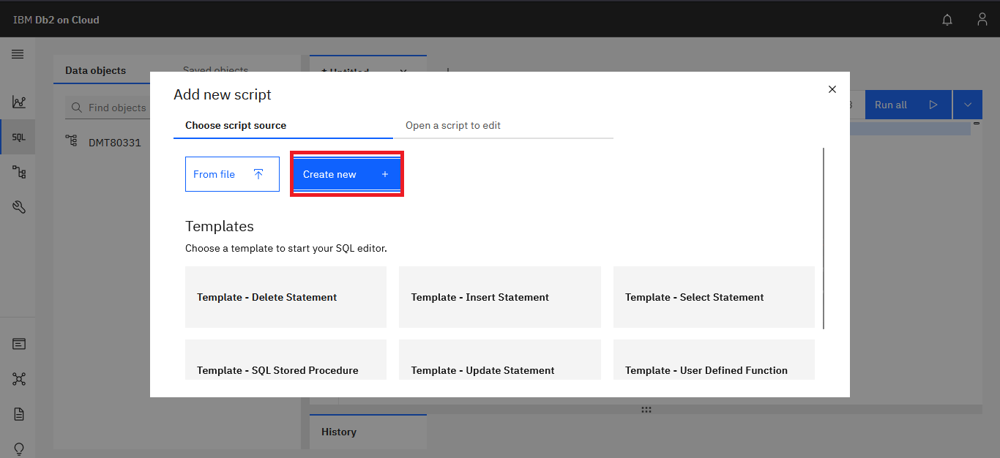 IBM Db2 on Cloud
Data objects
Saved objects
* Untitled
Find objects
SQL
DMT80331
Run all
Add new script
Choose script source
Open a script to edit
From file
Create new
Templates
Choose a template to start your SQL editor.
Template - Delete Statement
Template - Insert Statement
Template - Select Statement
Template - SQL Stored Procedure
Template - Update Statement
Template - User Defined Function
History